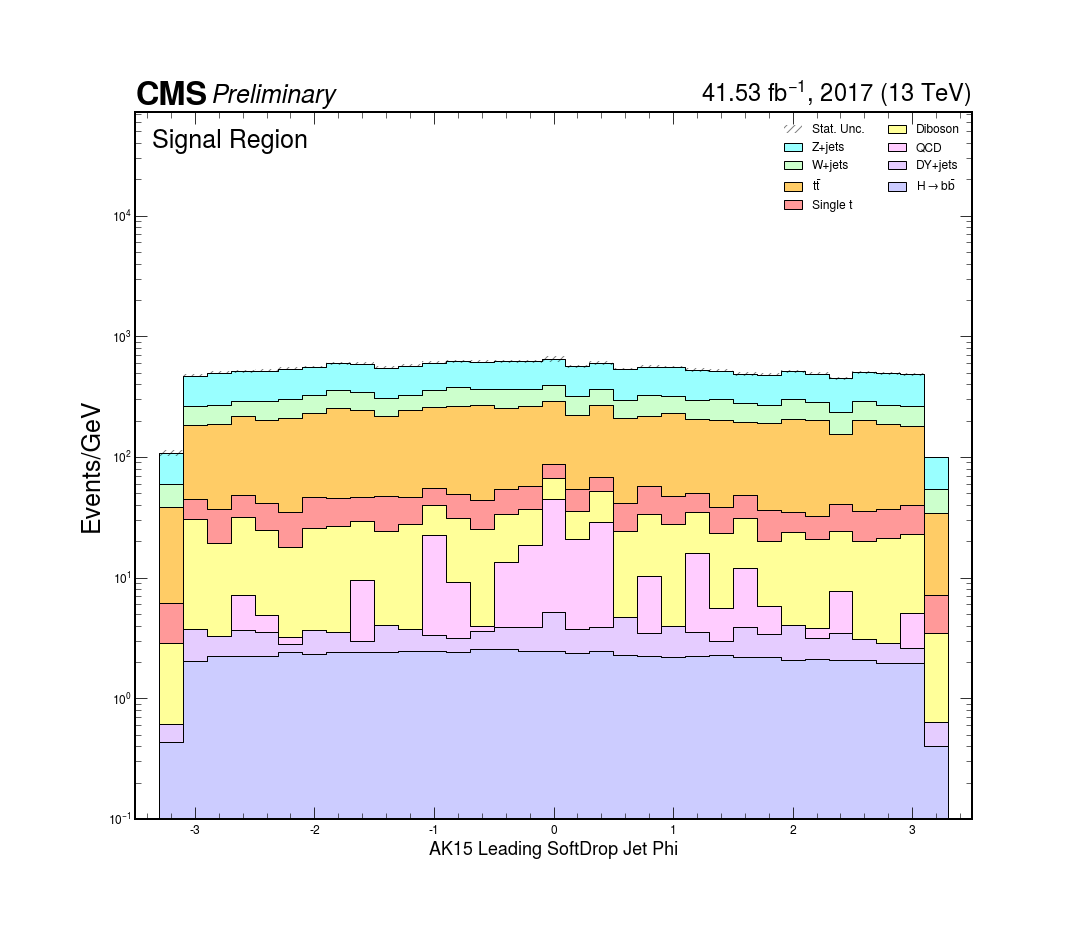 CMS Preliminary
41.53 fb⁻¹, 2017 (13 TeV)
Signal Region
Stat. Unc.
Z+jets
W+jets
tt̄
Single t
Diboson
QCD
DY+jets
H→bb̄
Events/GeV
10⁴
10³
10²
10¹
10⁰
10⁻¹
-3 -2 -1 0 1 2 3
AK15 Leading SoftDrop Jet Phi